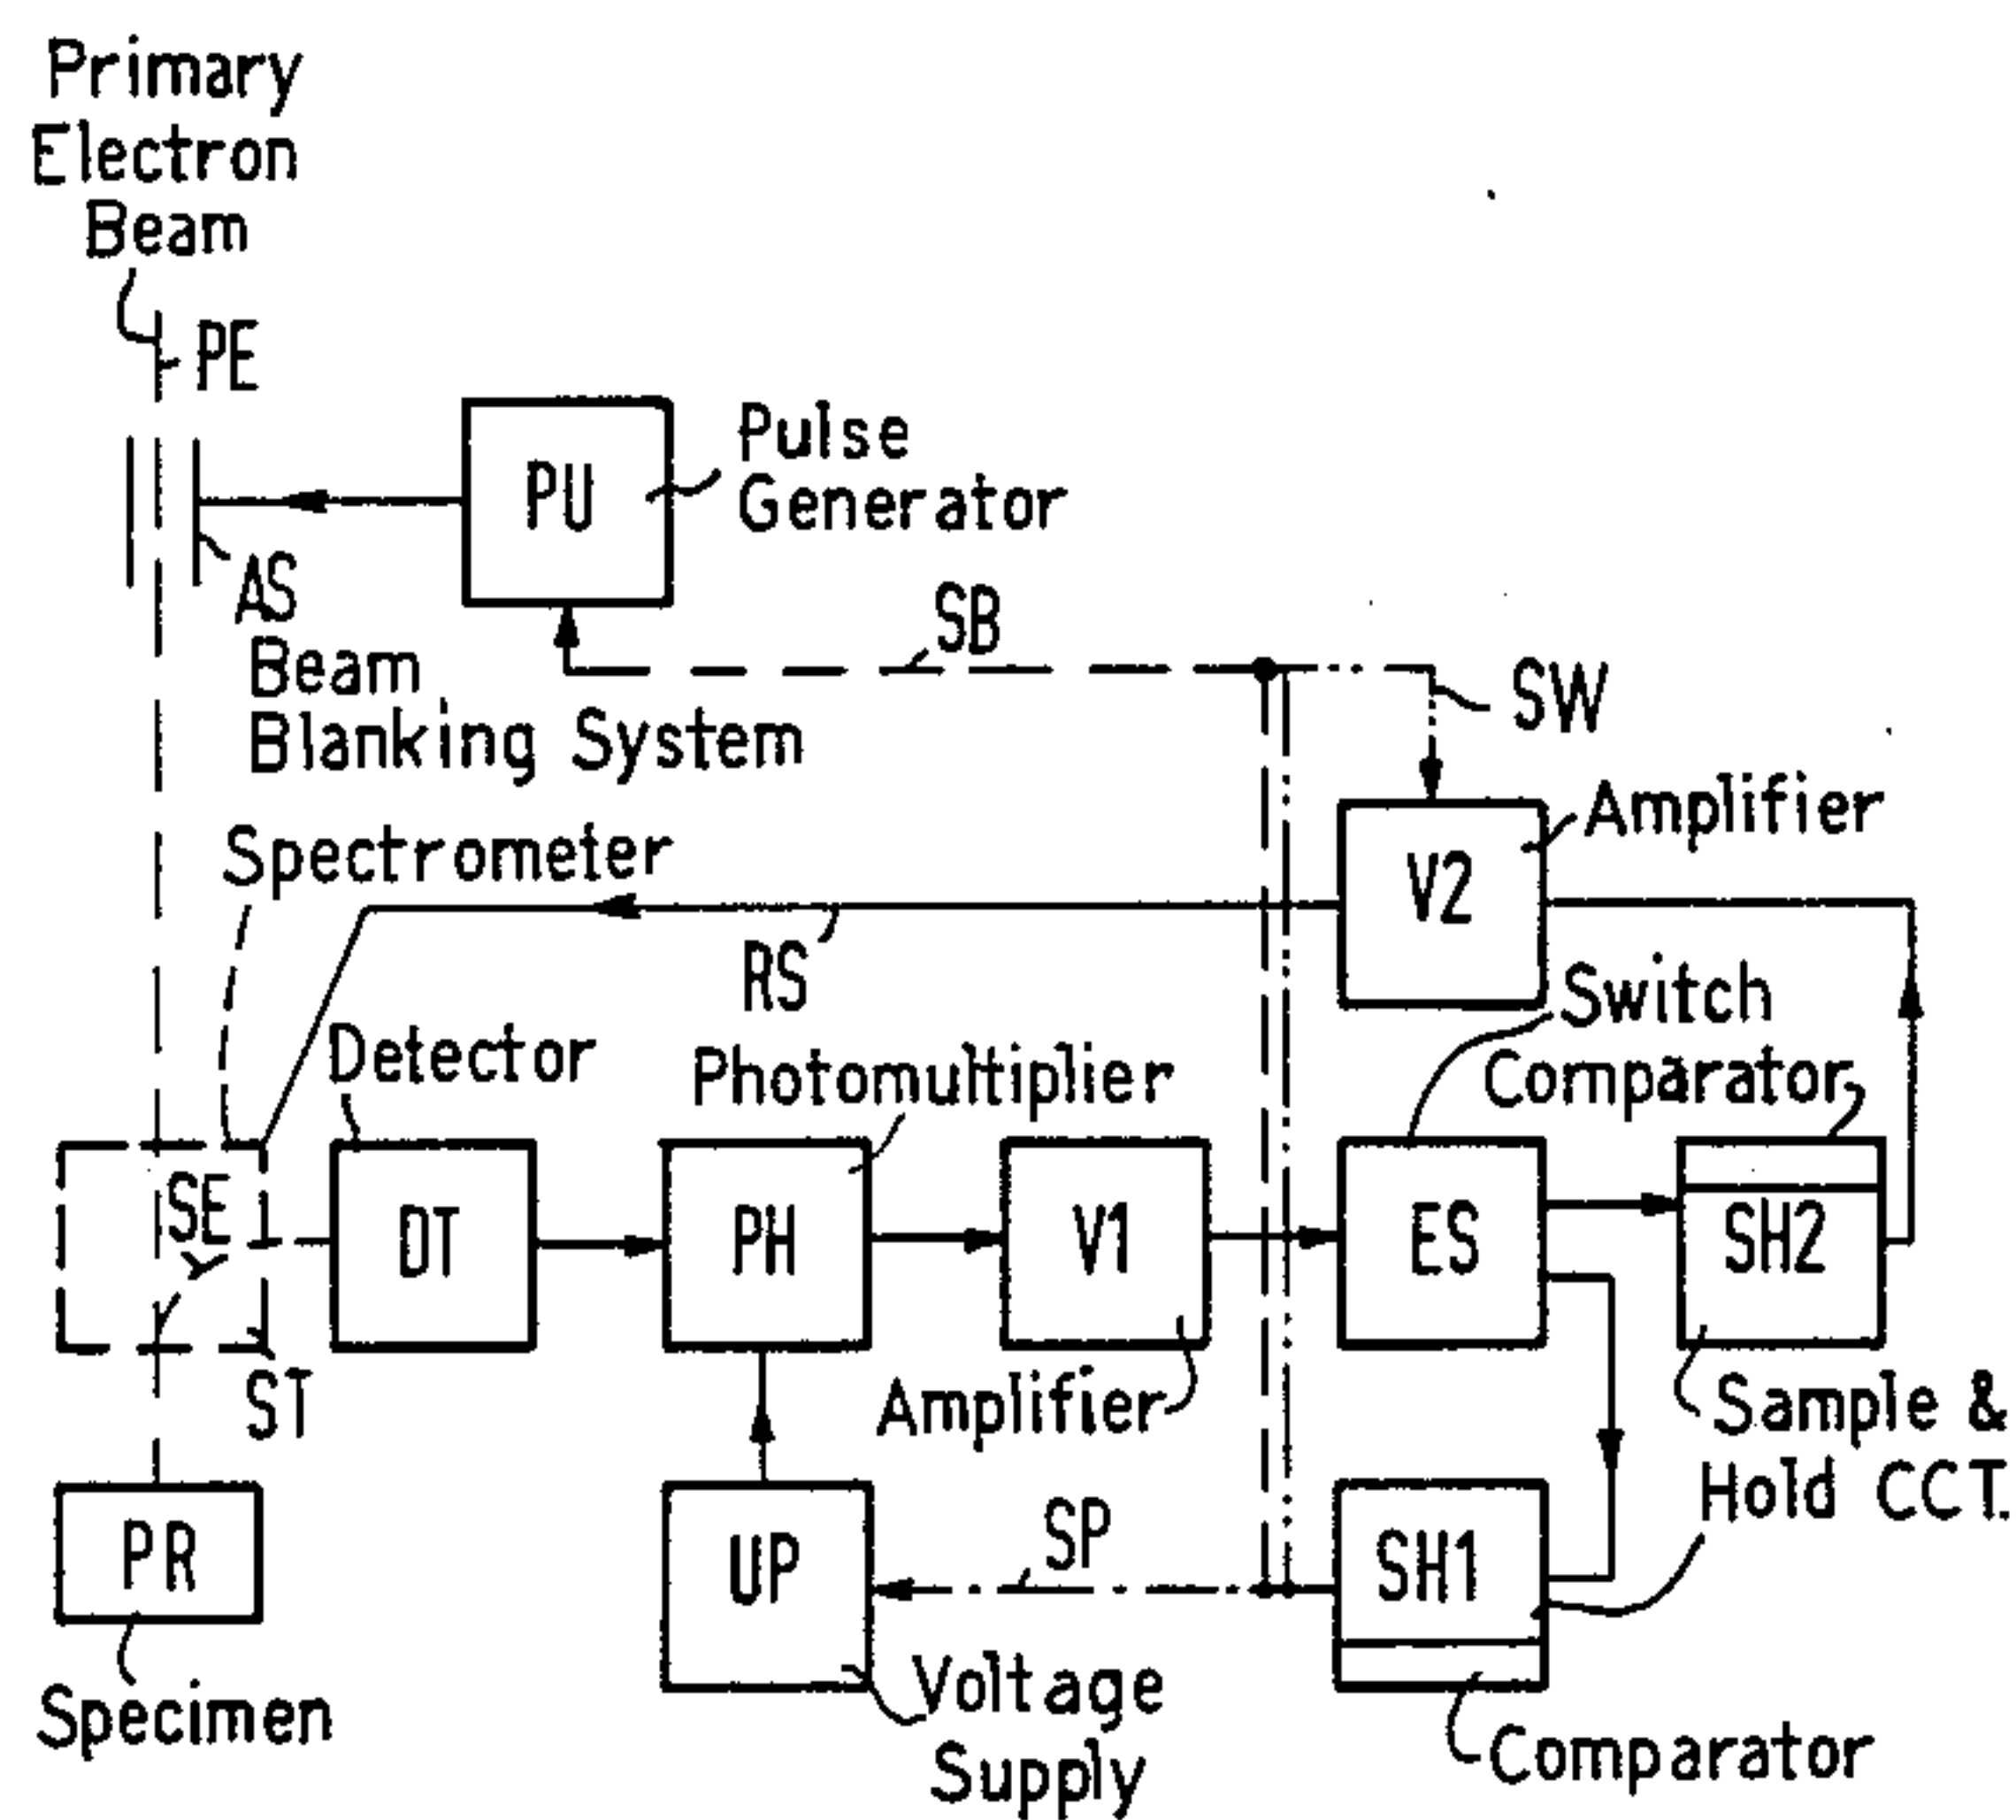 Primary
Electron
Beam
PE
PU
Pulse
Generator
AS
Beam
Blanking System
SB
SW
Spectrometer
Amplifier
V2
RS
Switch
Detector
Photomultiplier
Comparator
SE
DT
PH
V1
ES
SH2
ST
Amplifier
Sample &
Hold CCT.
PR
UP
SP
SH1
Specimen
Voltage
Supply
Comparator